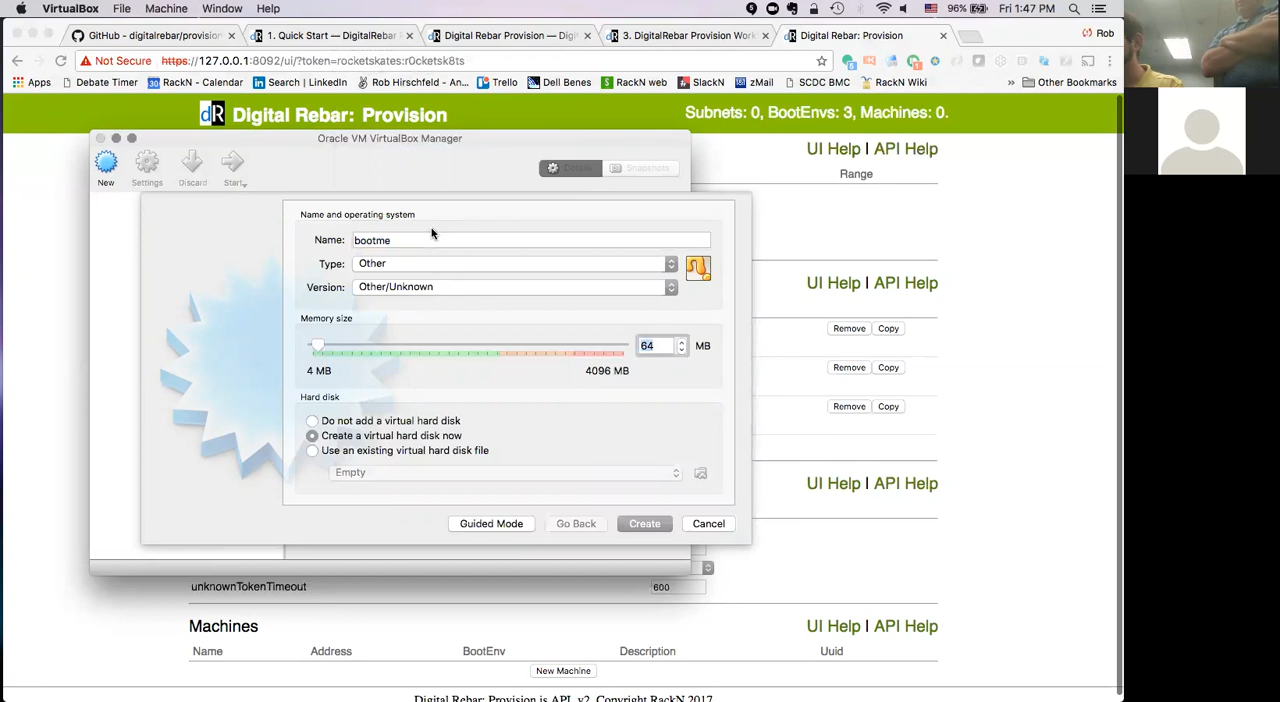 VirtualBox File Machine Window Help 96% Fri 1:47 PM
GitHub - digitalrebar/provision 1. Quick Start — DigitalRebar Digital Rebar Provision — Digi 3. DigitalRebar Provision Work Digital Rebar: Provision Rob
Not Secure https://127.0.0.1:8092/ui/?token=rocketskates:r0cketsk8ts
Apps Debate Timer RackN - Calendar Search | LinkedIn Rob Hirschfeld - An... Trello Dell Benes RackN web SlackN zMail SCDC BMC RackN Wiki » Other Bookmarks
dR Digital Rebar: Provision Subnets: 0, BootEnvs: 3, Machines: 0.
Oracle VM VirtualBox Manager
UI Help | API Help
New Settings Discard Start Details Snapshots
Range
Name and operating system
Name: bootme
Type: Other
Version: Other/Unknown
UI Help | API Help
Memory size
Remove Copy
64 MB
4 MB 4096 MB
Remove Copy
Hard disk
Remove Copy
Do not add a virtual hard disk
Create a virtual hard disk now
Use an existing virtual hard disk file
Empty
UI Help | API Help
Guided Mode Go Back Create Cancel
unknownTokenTimeout 600
Machines UI Help | API Help
Name Address BootEnv Description Uuid
New Machine
Digital Rebar: Provision is APL v2. Copyright RackN 2017